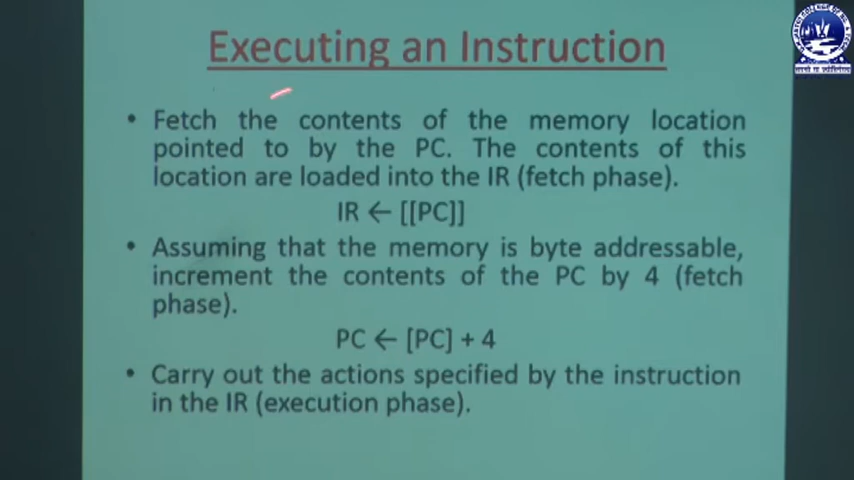 Executing an Instruction
• Fetch the contents of the memory location
pointed to by the PC. The contents of this
location are loaded into the IR (fetch phase).
IR ← [[PC]]
• Assuming that the memory is byte addressable,
increment the contents of the PC by 4 (fetch
phase).
PC ← [PC] + 4
• Carry out the actions specified by the instruction
in the IR (execution phase).